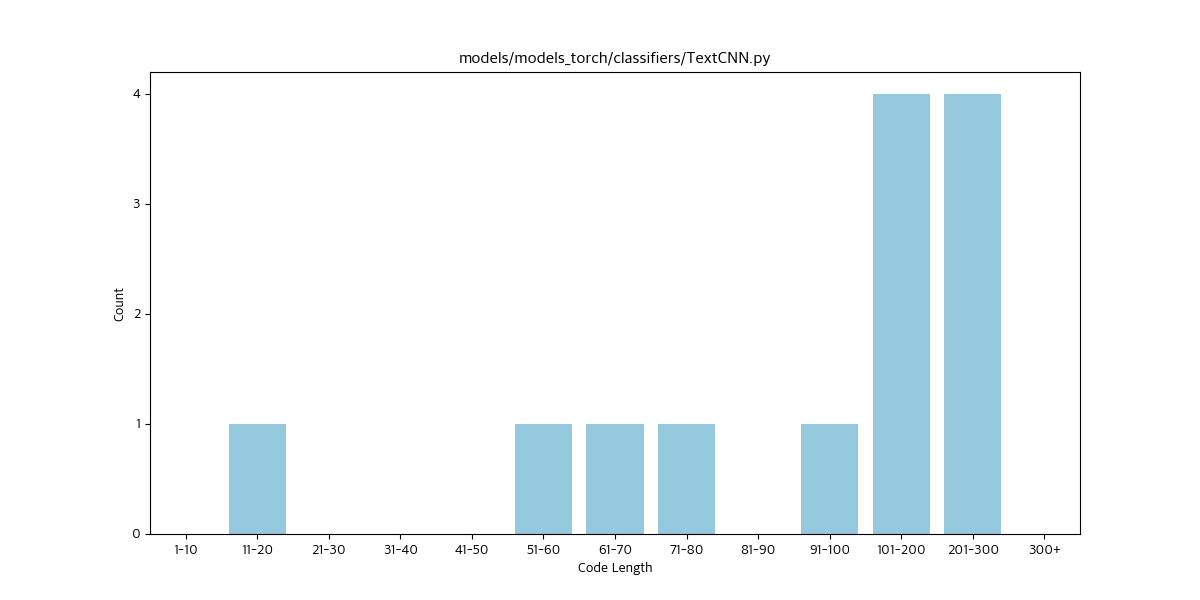 models/models_torch/classifiers/TextCNN.py
Count
4
3
2
1
0
1-10 11-20 21-30 31-40 41-50 51-60 61-70 71-80 81-90 91-100 101-200 201-300 300+
Code Length